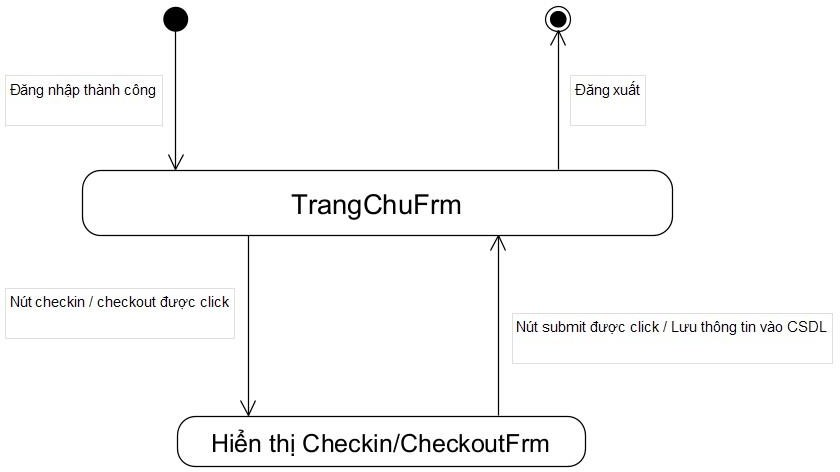 Đăng nhập thành công
Đăng xuất
TrangChuFrm
Nút checkin / checkout được click
Nút submit được click / Lưu thông tin vào CSDL
Hiển thị Checkin/CheckoutFrm